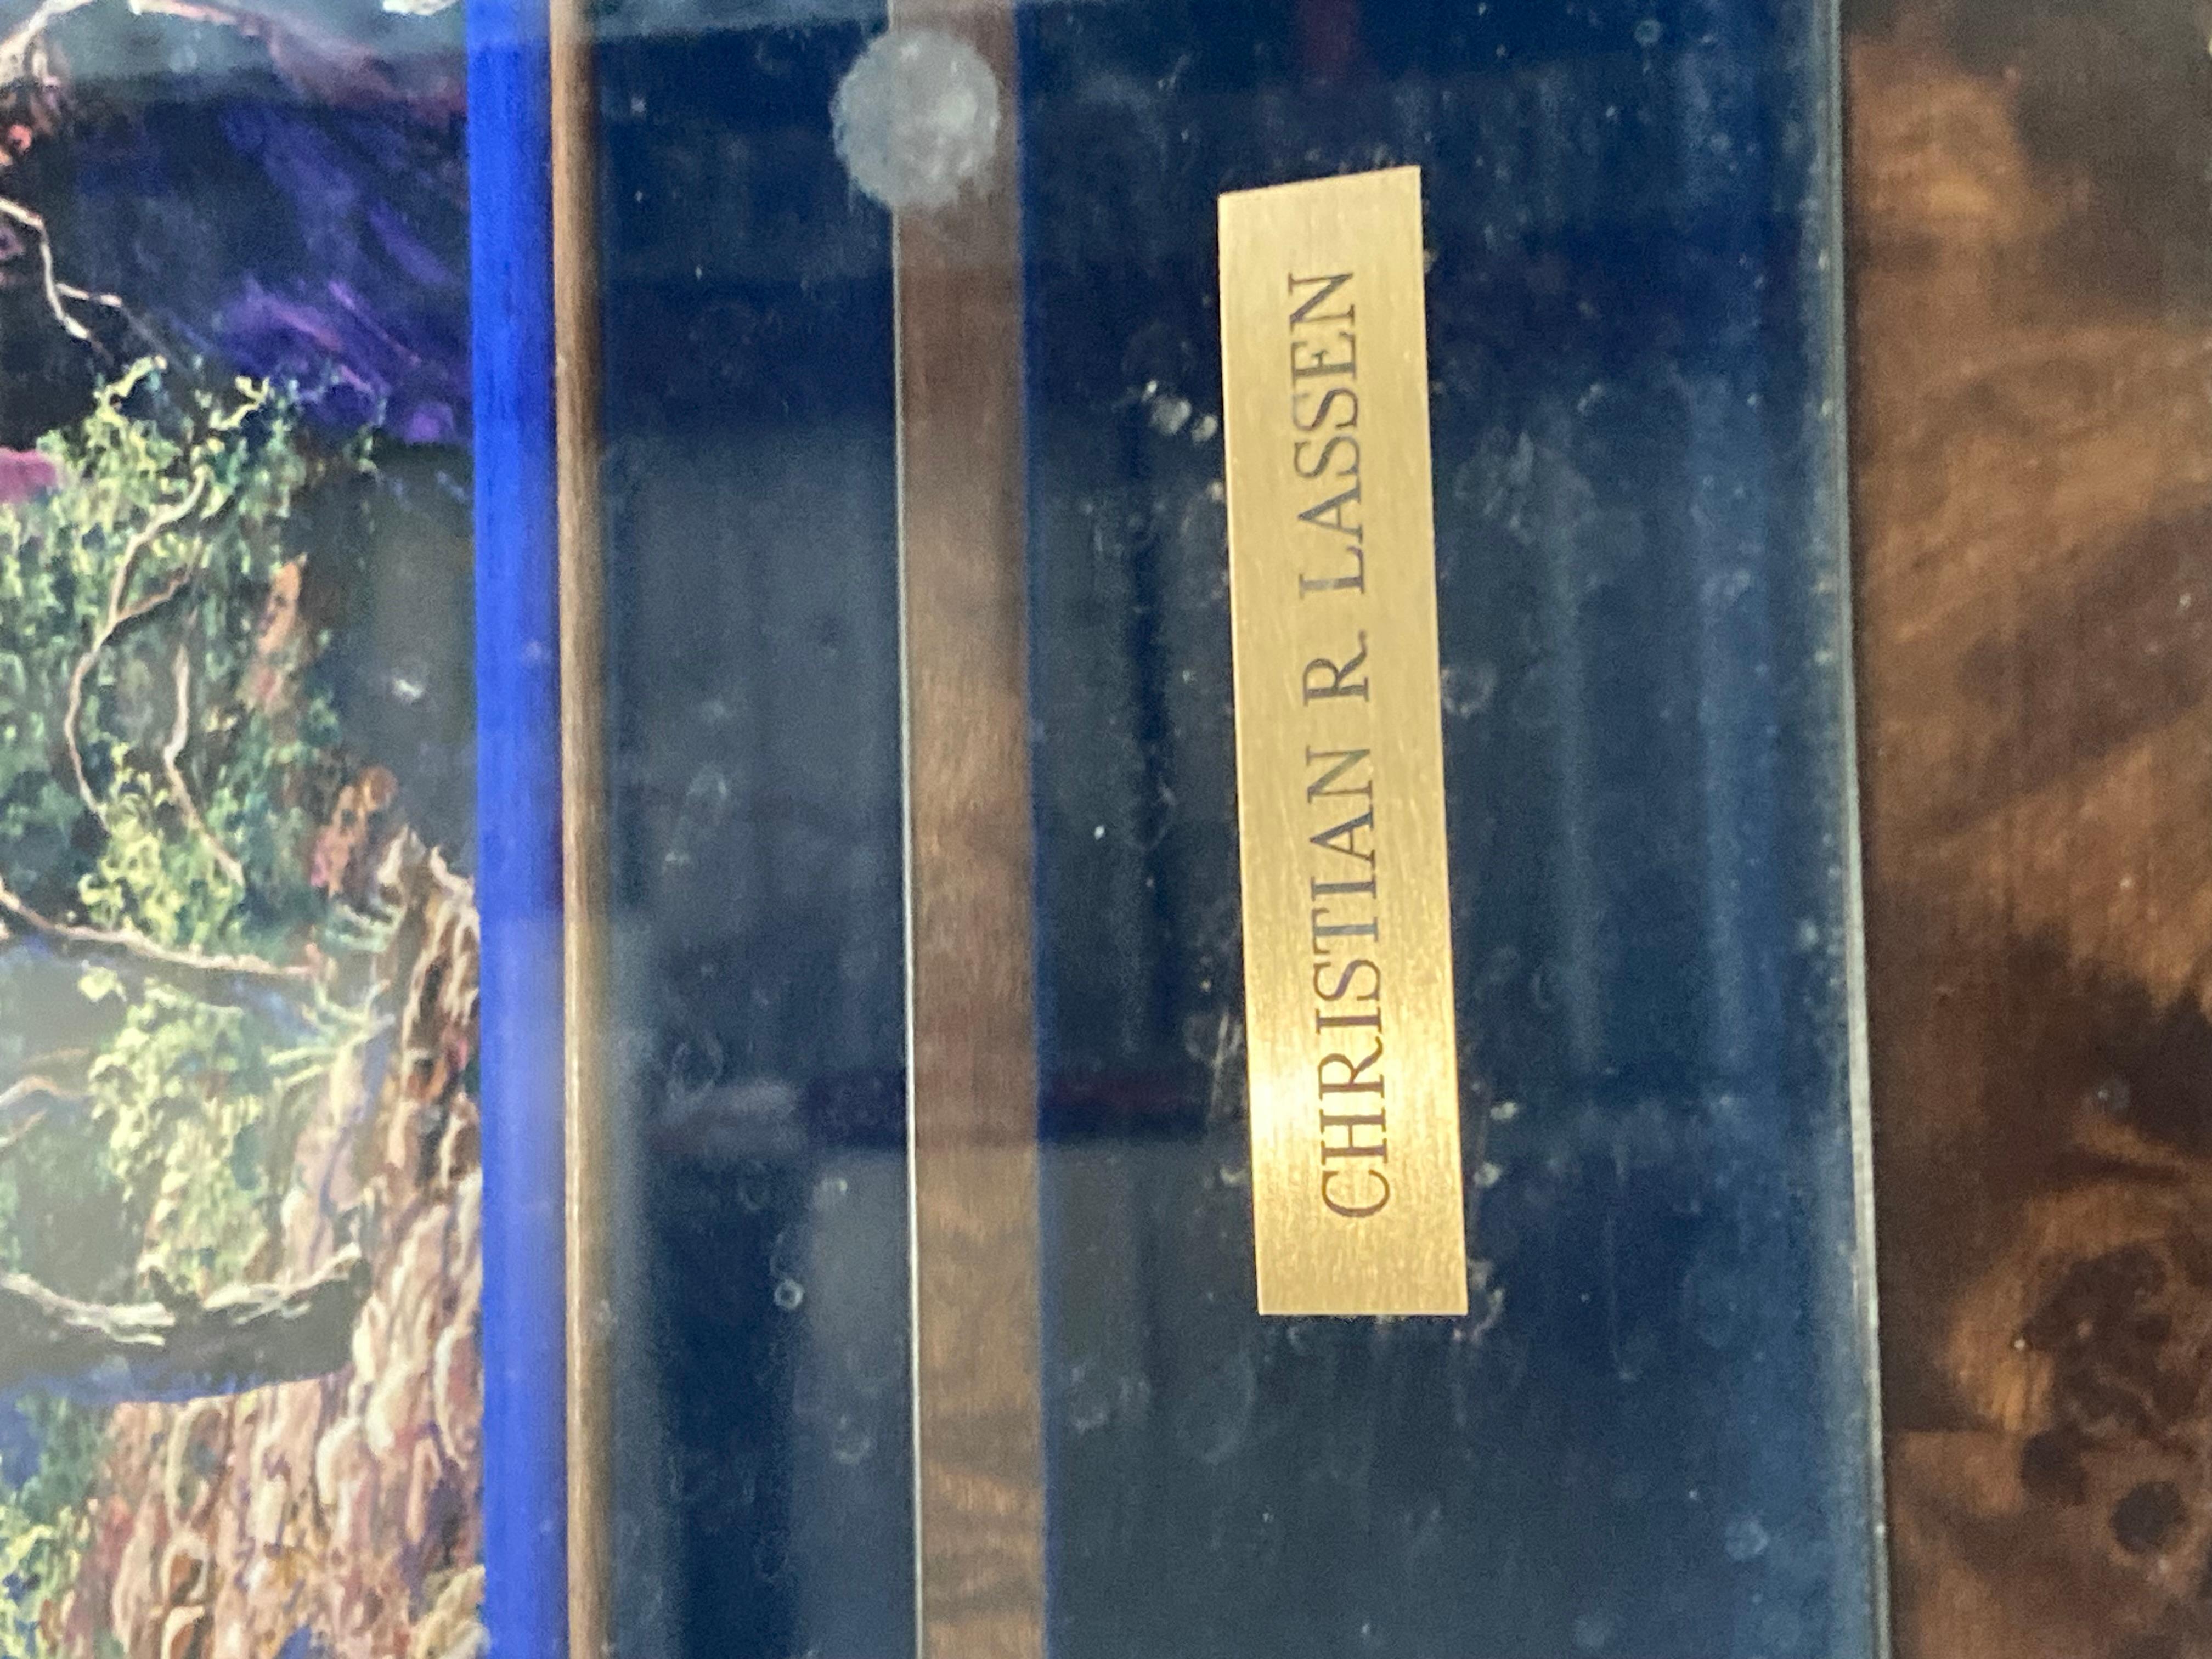 CHRISTIAN R. LASSEN